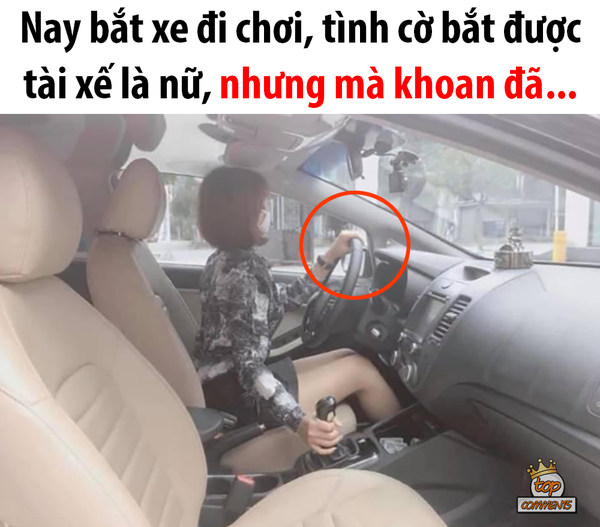 Nay bắt xe đi chơi, tình cờ bắt được
tài xế là nữ, nhưng mà khoan đã...
top
COMMENTS